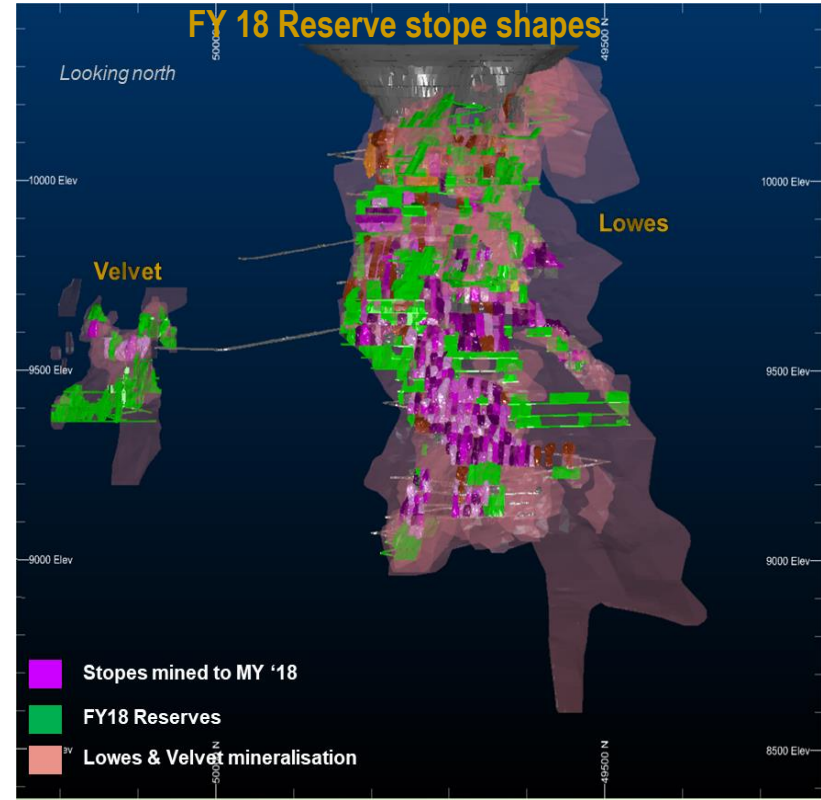 FY 18 Reserve stope shapes
49500 N
Looking north
10000 Elev
10000 Elev
Lowes
Velvet
9500 Elev
9500 Elev
9000 Elev
9000 Elev
Stopes mined to MY ‘18
FY18 Reserves
Lowes & Velvet mineralisation
49500 N
8500 Elev